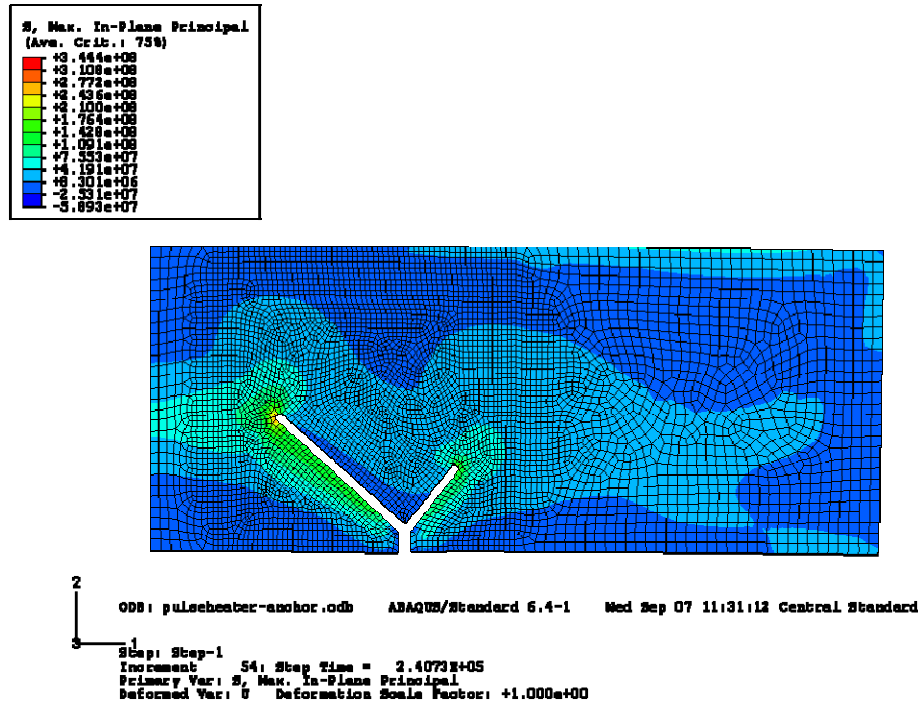 S, Max. In-Plane Principal
(Ave. Crit.: 75%)
+3.444e+08
+3.108e+08
+2.772e+08
+2.436e+08
+2.100e+08
+1.764e+08
+1.428e+08
+1.091e+08
+7.553e+07
+4.191e+07
+8.301e+06
-2.531e+07
-5.893e+07
2
3
1
ODB: pulseheater-anchor.odb ABAQUS/Standard 6.4-1 Wed Sep 07 11:31:12 Central Standard
Step: Step-1
Increment 54: Step Time = 2.4073E+05
Primary Var: S, Max. In-Plane Principal
Deformed Var: U Deformation Scale Factor: +1.000e+00